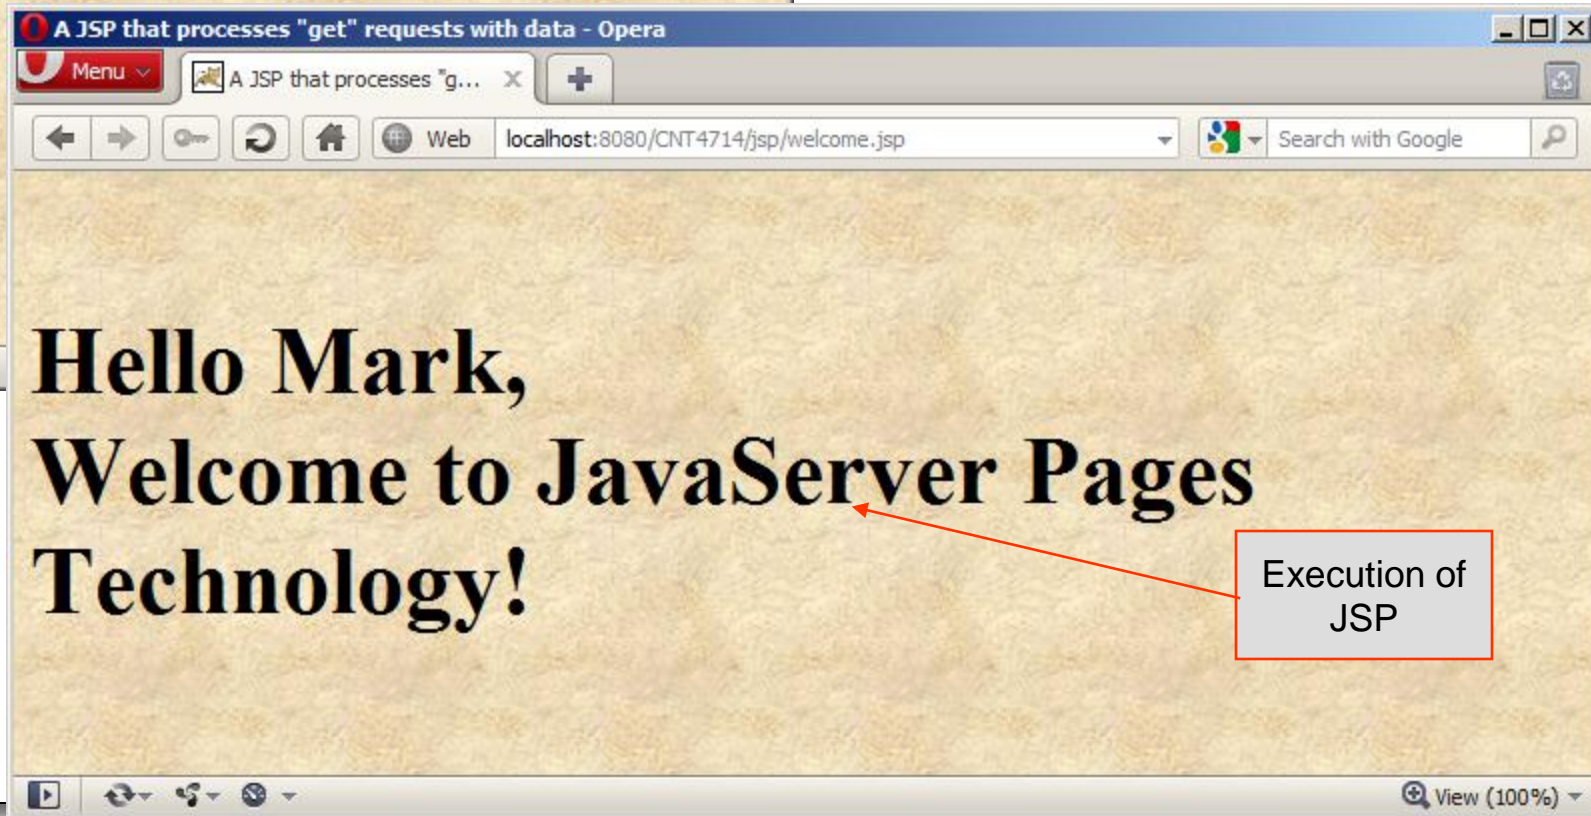 A JSP that processes "get" requests with data - Opera
Menu
A JSP that processes "g...
Web
localhost:8080/CNT4714/jsp/welcome.jsp
Search with Google
Hello Mark,
Welcome to JavaServer Pages
Technology!
Execution of
JSP
View (100%)